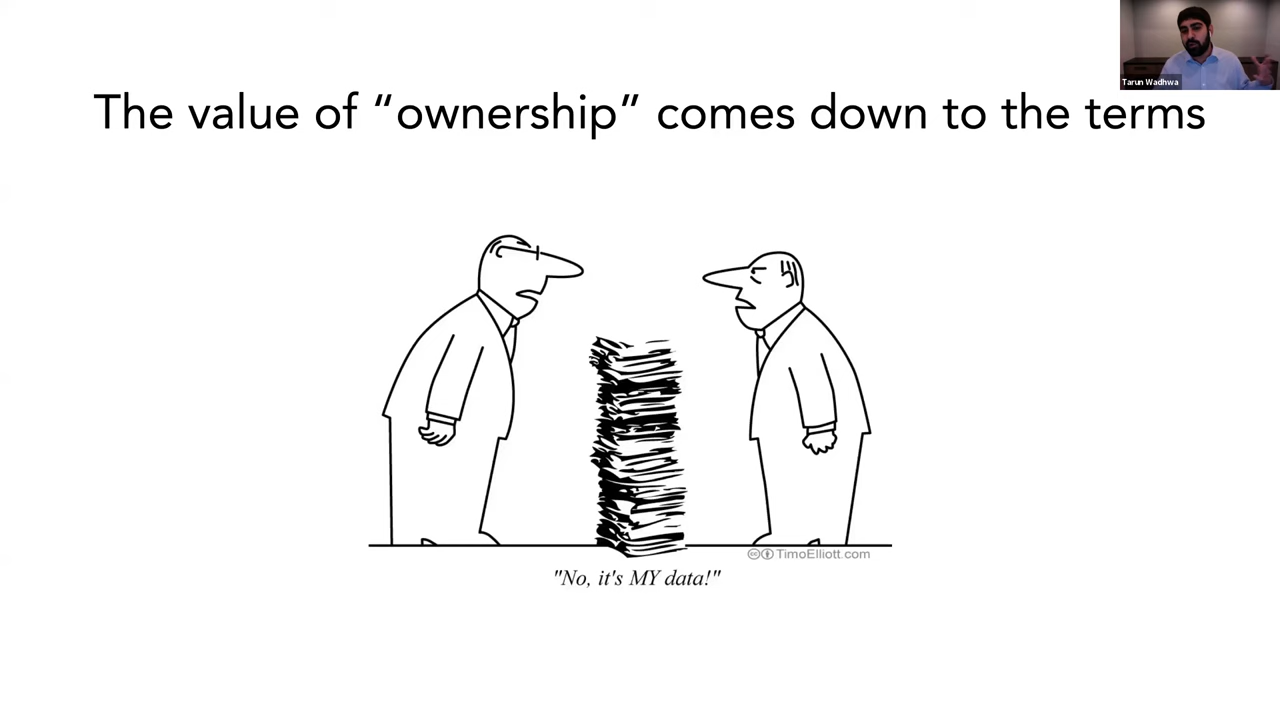 Tarun Wadhwa
The value of “ownership” comes down to the terms
TimoElliott.com
"No, it's MY data!"